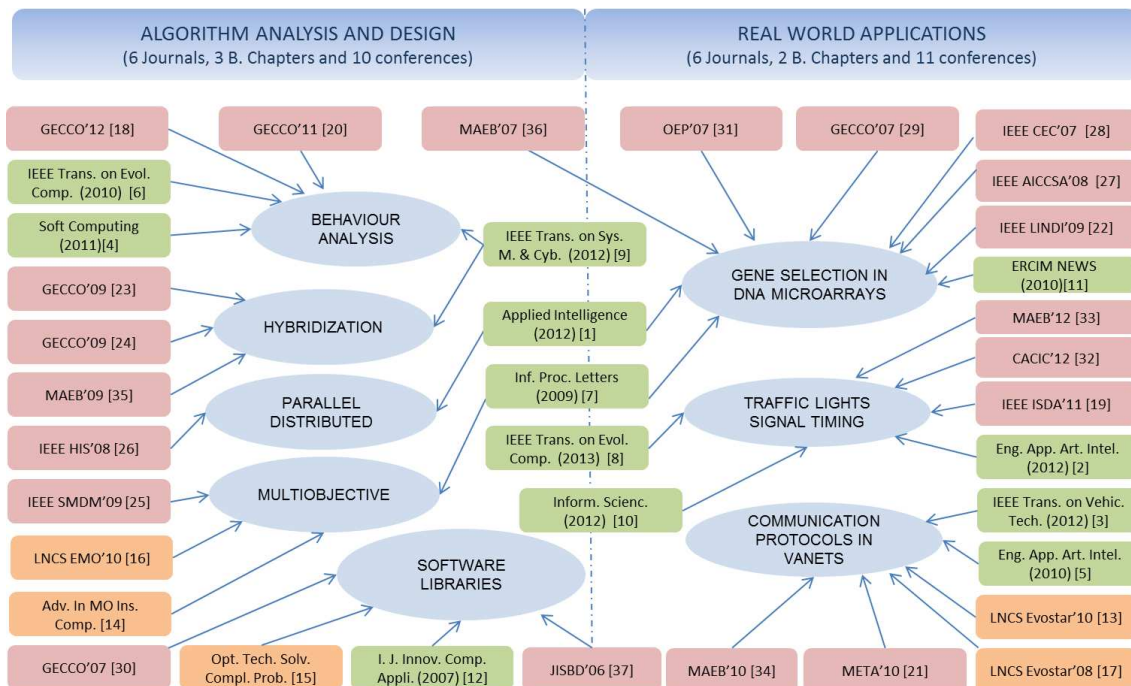 ALGORITHM ANALYSIS AND DESIGN
(6 Journals, 3 B. Chapters and 10 conferences)
REAL WORLD APPLICATIONS
(6 Journals, 2 B. Chapters and 11 conferences)
GECCO'12 [18]
GECCO'11 [20]
MAEB'07 [36]
OEP'07 [31]
GECCO'07 [29]
IEEE CEC'07 [28]
IEEE Trans. on Evol.
Comp. (2010) [6]
Soft Computing
(2011)[4]
GECCO'09 [23]
GECCO'09 [24]
MAEB'09 [35]
IEEE HIS'08 [26]
IEEE SMDM'09 [25]
LNCS EMO'10 [16]
Adv. In MO Ins.
Comp. [14]
GECCO'07 [30]
BEHAVIOUR
ANALYSIS
HYBRIDIZATION
PARALLEL
DISTRIBUTED
MULTIOBJECTIVE
SOFTWARE
LIBRARIES
Opt. Tech. Solv.
Compl. Prob. [15]
I. J. Innov. Comp.
Appli. (2007) [12]
JISBD'06 [37]
IEEE Trans. on Sys.
M. & Cyb. (2012) [9]
Applied Intelligence
(2012) [1]
Inf. Proc. Letters
(2009) [7]
IEEE Trans. on Evol.
Comp. (2013) [8]
Inform. Scienc.
(2012) [10]
GENE SELECTION IN
DNA MICROARRAYS
TRAFFIC LIGHTS
SIGNAL TIMING
COMMUNICATION
PROTOCOLS IN
VANETS
MAEB'10 [34]
META'10 [21]
IEEE AICCSA'08 [27]
IEEE LINDI'09 [22]
ERCIM NEWS
(2010)[11]
MAEB'12 [33]
CACIC'12 [32]
IEEE ISDA'11 [19]
Eng. App. Art. Intel.
(2012) [2]
IEEE Trans. on Vehic.
Tech. (2012) [3]
Eng. App. Art. Intel.
(2010) [5]
LNCS Evostar'10 [13]
LNCS Evostar'08 [17]